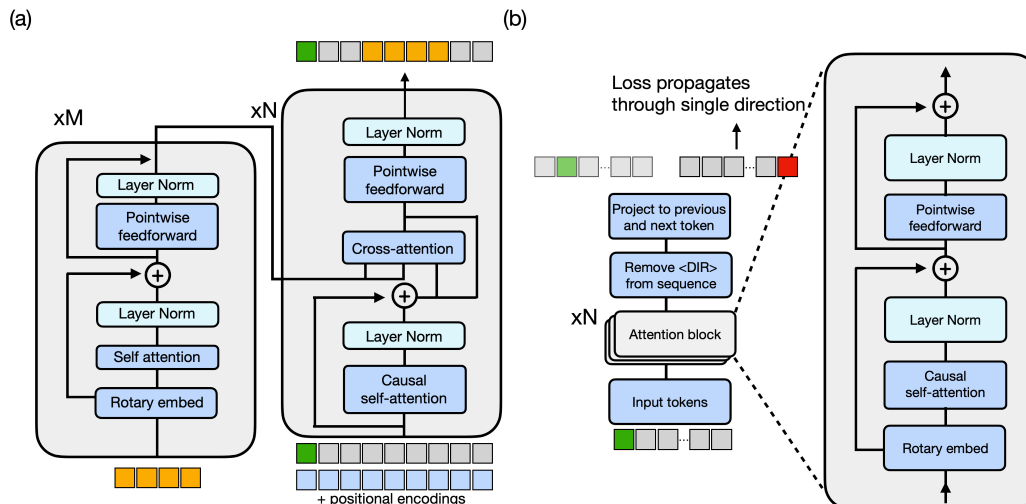 (a)
xM
Layer Norm
Pointwise
feedforward
+
Layer Norm
Self attention
Rotary embed
xN
Layer Norm
Pointwise
feedforward
Cross-attention
+
Layer Norm
Causal
self-attention
+ positional encodings
(b)
Loss propagates
through single direction
Project to previous
and next token
Remove <DIR>
from sequence
xN
Attention block
Input tokens
+
Layer Norm
Pointwise
feedforward
+
Layer Norm
Causal
self-attention
Rotary embed